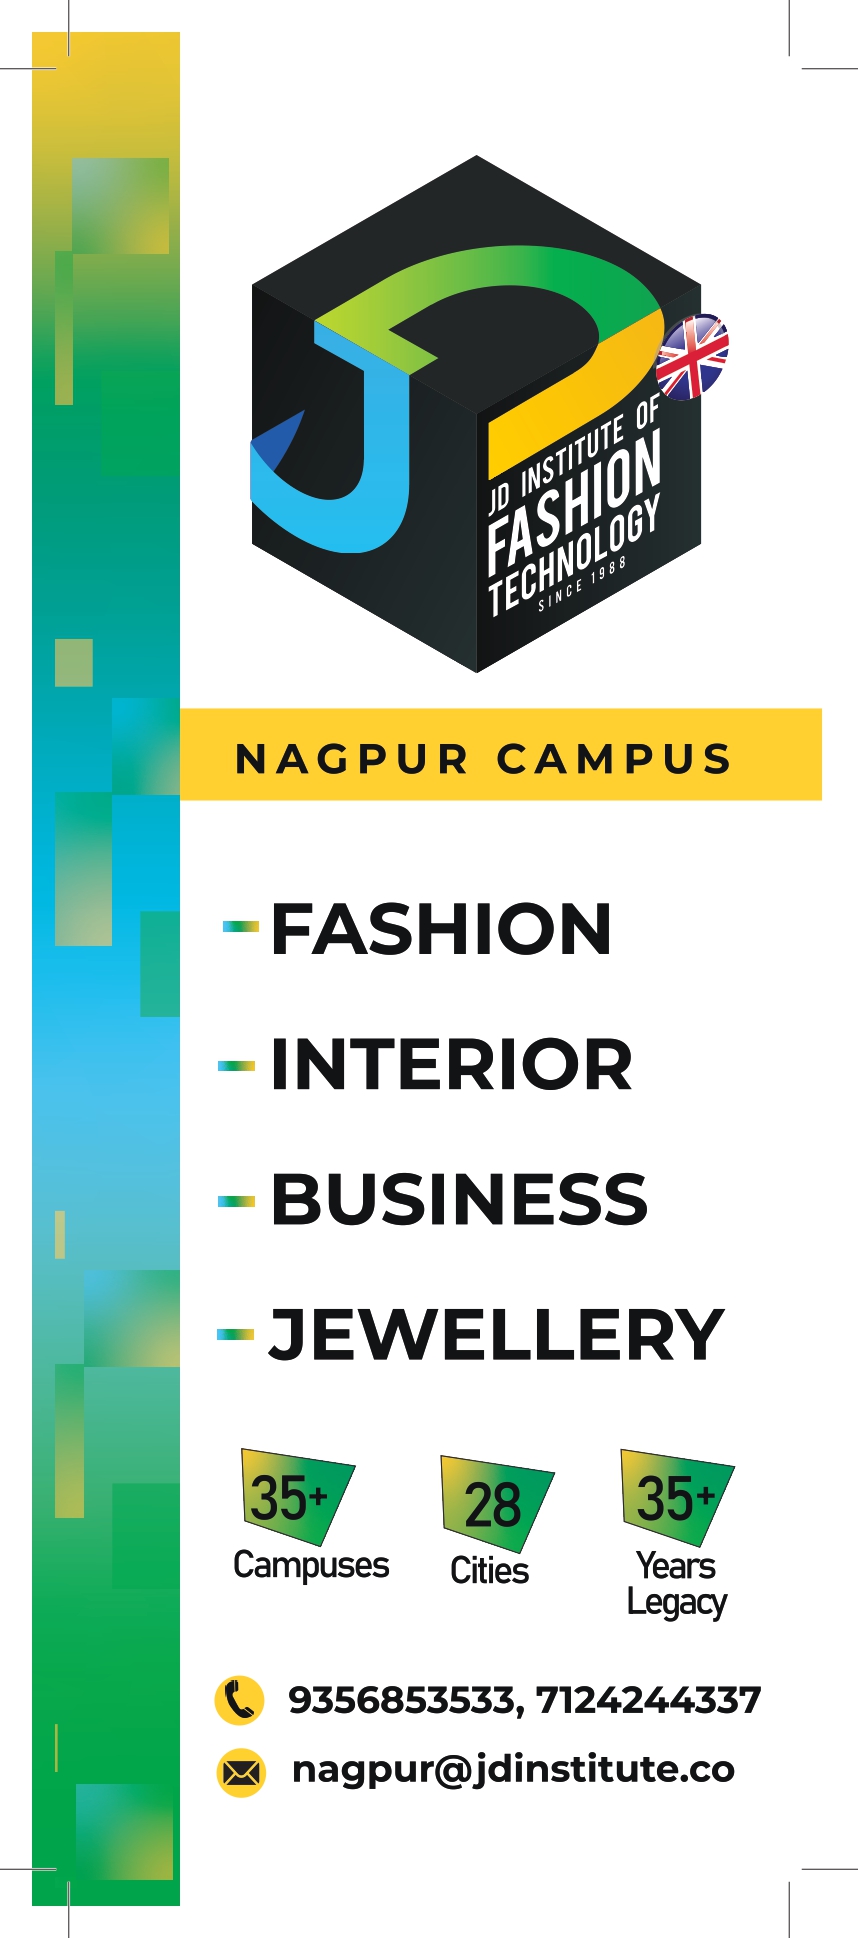 JD INSTITUTE OF
FASHION
TECHNOLOGY
SINCE 1988
NAGPUR CAMPUS
FASHION
INTERIOR
BUSINESS
JEWELLERY
35+
Campuses
28
Cities
35+
Years
Legacy
9356853533, 7124244337
nagpur@jdinstitute.co